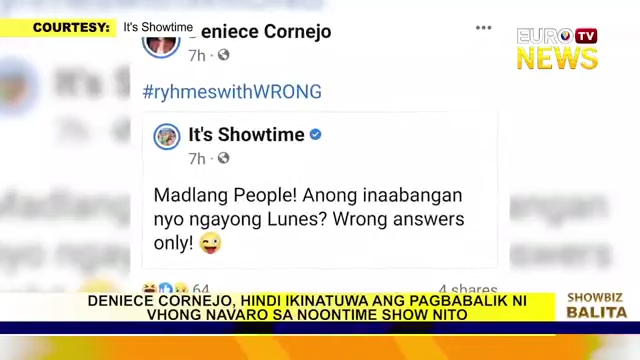 COURTESY: It's Showtime
EURO TV
NEWS
Deniece Cornejo
7h
#ryhmeswithWRONG
It's Showtime
7h
Madlang People! Anong inaabangan
nyo ngayong Lunes? Wrong answers
only!
64
4 shares
DENIECE CORNEJO, HINDI IKINATUWA ANG PAGBABALIK NI
VHONG NAVARO SA NOONTIME SHOW NITO
SHOWBIZ
BALITA